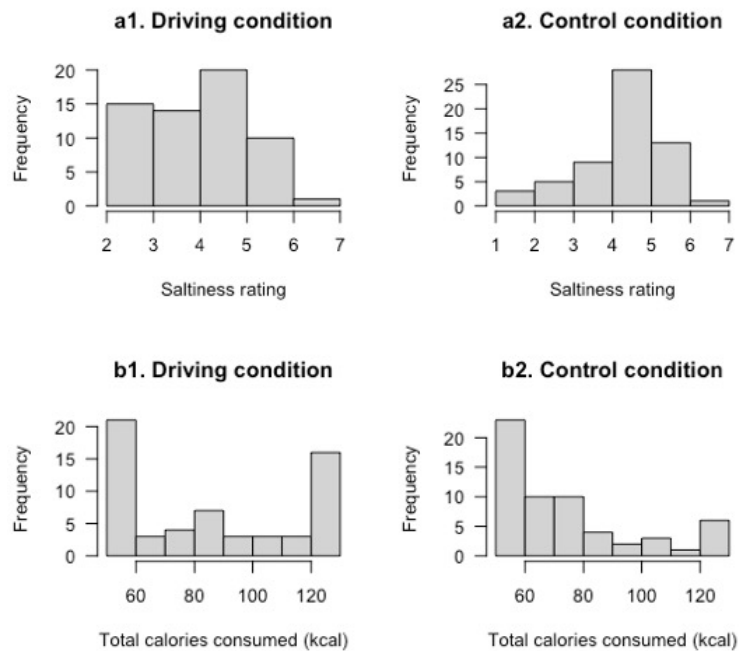 a1. Driving condition
a2. Control condition
Frequency
20
15
10
5
0
2 3 4 5 6 7
Saltiness rating
Frequency
25
20
15
10
5
0
1 2 3 4 5 6 7
Saltiness rating
b1. Driving condition
b2. Control condition
Frequency
20
15
10
5
0
60 80 100 120
Total calories consumed (kcal)
Frequency
20
15
10
5
0
60 80 100 120
Total calories consumed (kcal)